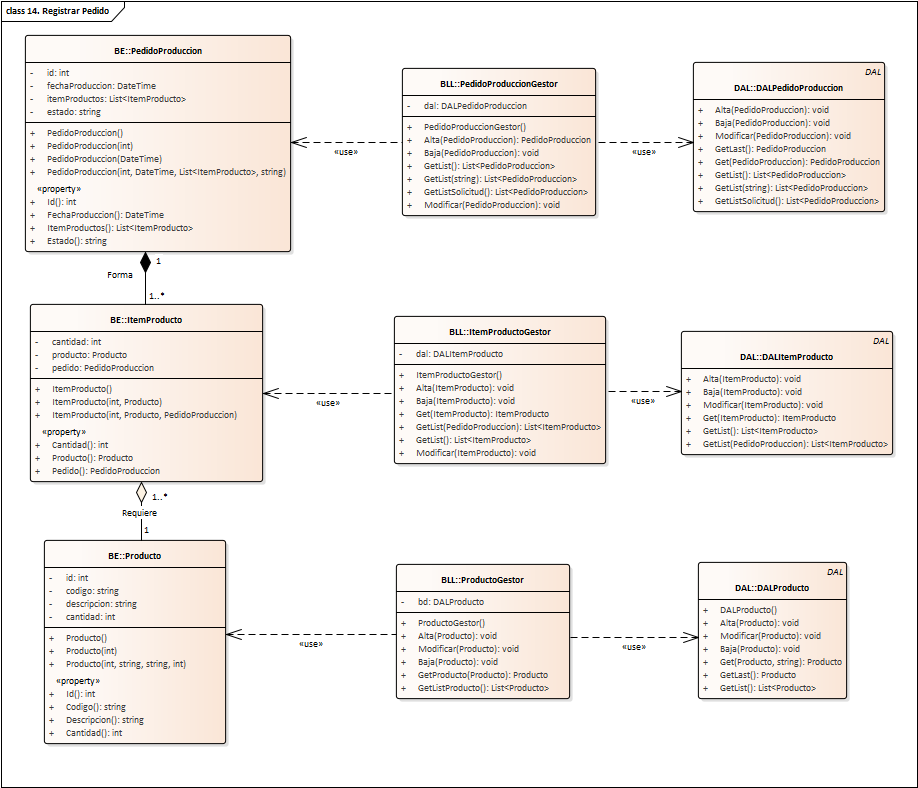 class 14. Registrar Pedido
BE::PedidoProduccion
- id: int
- fechaProduccion: DateTime
- itemProductos: List<ItemProducto>
- estado: string
+ PedidoProduccion()
+ PedidoProduccion(int)
+ PedidoProduccion(DateTime)
+ PedidoProduccion(int, DateTime, List<ItemProducto>, string)
«property»
+ Id(): int
+ FechaProduccion(): DateTime
+ ItemProductos(): List<ItemProducto>
+ Estado(): string
«use»
BLL::PedidoProduccionGestor
- dal: DALPedidoProduccion
+ PedidoProduccionGestor()
+ Alta(PedidoProduccion): PedidoProduccion
+ Baja(PedidoProduccion): void
+ GetList(): List<PedidoProduccion>
+ GetList(string): List<PedidoProduccion>
+ GetListSolicitud(): List<PedidoProduccion>
+ Modificar(PedidoProduccion): void
«use»
DAL
DAL::DALPedidoProduccion
+ Alta(PedidoProduccion): void
+ Baja(PedidoProduccion): void
+ Modificar(PedidoProduccion): void
+ GetLast(): PedidoProduccion
+ Get(PedidoProduccion): PedidoProduccion
+ GetList(): List<PedidoProduccion>
+ GetList(string): List<PedidoProduccion>
+ GetListSolicitud(): List<PedidoProduccion>
1
Forma
1..*
BE::ItemProducto
- cantidad: int
- producto: Producto
- pedido: PedidoProduccion
+ ItemProducto()
+ ItemProducto(int, Producto)
+ ItemProducto(int, Producto, PedidoProduccion)
«property»
+ Cantidad(): int
+ Producto(): Producto
+ Pedido(): PedidoProduccion
«use»
BLL::ItemProductoGestor
- dal: DALItemProducto
+ ItemProductoGestor()
+ Alta(ItemProducto): void
+ Baja(ItemProducto): void
+ Get(ItemProducto): ItemProducto
+ GetList(PedidoProduccion): List<ItemProducto>
+ GetList(): List<ItemProducto>
+ Modificar(ItemProducto): void
«use»
DAL
DAL::DALItemProducto
+ Alta(ItemProducto): void
+ Baja(ItemProducto): void
+ Modificar(ItemProducto): void
+ Get(ItemProducto): ItemProducto
+ GetList(): List<ItemProducto>
+ GetList(PedidoProduccion): List<ItemProducto>
1..*
Requiere
1
BE::Producto
- id: int
- codigo: string
- descripcion: string
- cantidad: int
+ Producto()
+ Producto(int)
+ Producto(int, string, string, int)
«property»
+ Id(): int
+ Codigo(): string
+ Descripcion(): string
+ Cantidad(): int
«use»
BLL::ProductoGestor
- bd: DALProducto
+ ProductoGestor()
+ Alta(Producto): void
+ Modificar(Producto): void
+ Baja(Producto): void
+ GetProducto(Producto): Producto
+ GetListProducto(): List<Producto>
«use»
DAL
DAL::DALProducto
+ DALProducto()
+ Alta(Producto): void
+ Modificar(Producto): void
+ Baja(Producto): void
+ Get(Producto, string): Producto
+ GetLast(): Producto
+ GetList(): List<Producto>